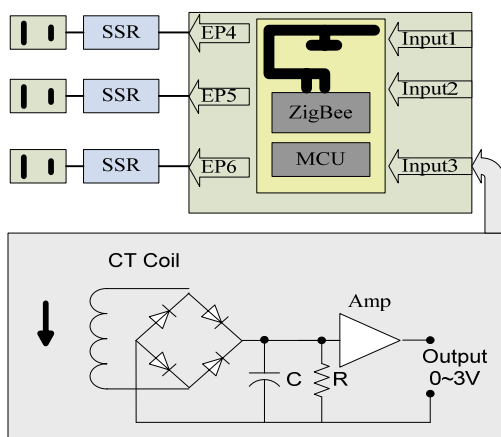 SSR
EP4
Input1
SSR
EP5
Input2
ZigBee
SSR
EP6
MCU
Input3
CT Coil
Amp
C
R
Output
0~3V